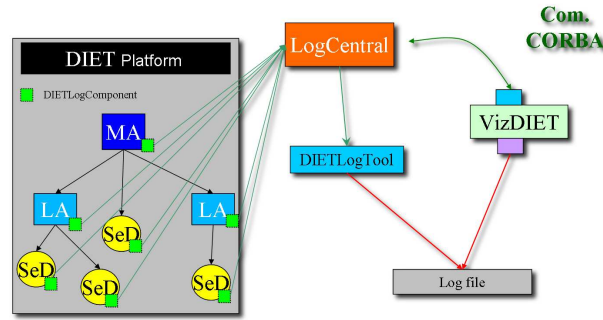 Com.
CORBA
LogCentral
DIET Platform
DIETLogComponent
MA
VizDIET
DIETLogTool
LA
LA
SeD
SeD
SeD
SeD
Log file